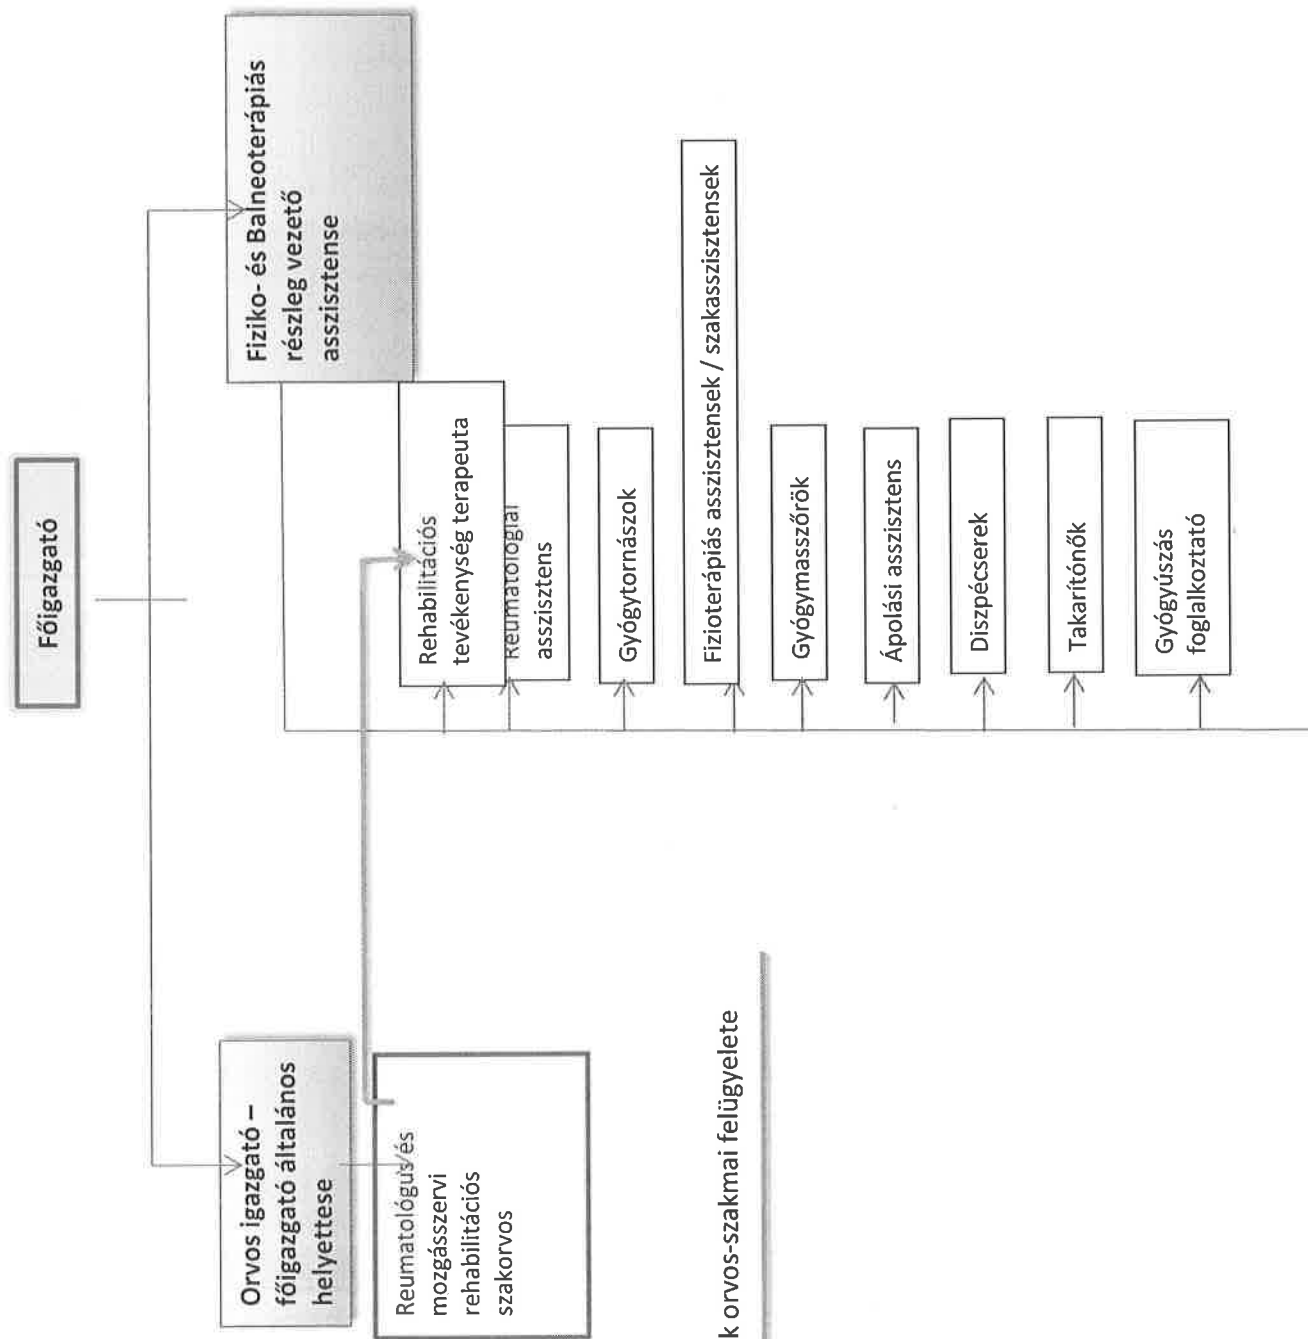 Főigazgató
Orvos igazgató –
főigazgató általános
helyettese
Fiziko- és Balneoterápiás
részleg vezető
asszisztense
Reumatológus és
mozgásszervi
rehabilitációs
szakorvos
Rehabilitációs
tevékenység terapeuta
Reumatológiai
asszisztens
Gyógytornászok
Fizioterápiás asszisztensek / szakasszisztensek
Gyógymasszőrök
Ápolási asszisztens
Diszpécserek
Takarítónők
Gyógyúszás
foglalkoztató
k orvos-szakmai felügyelete